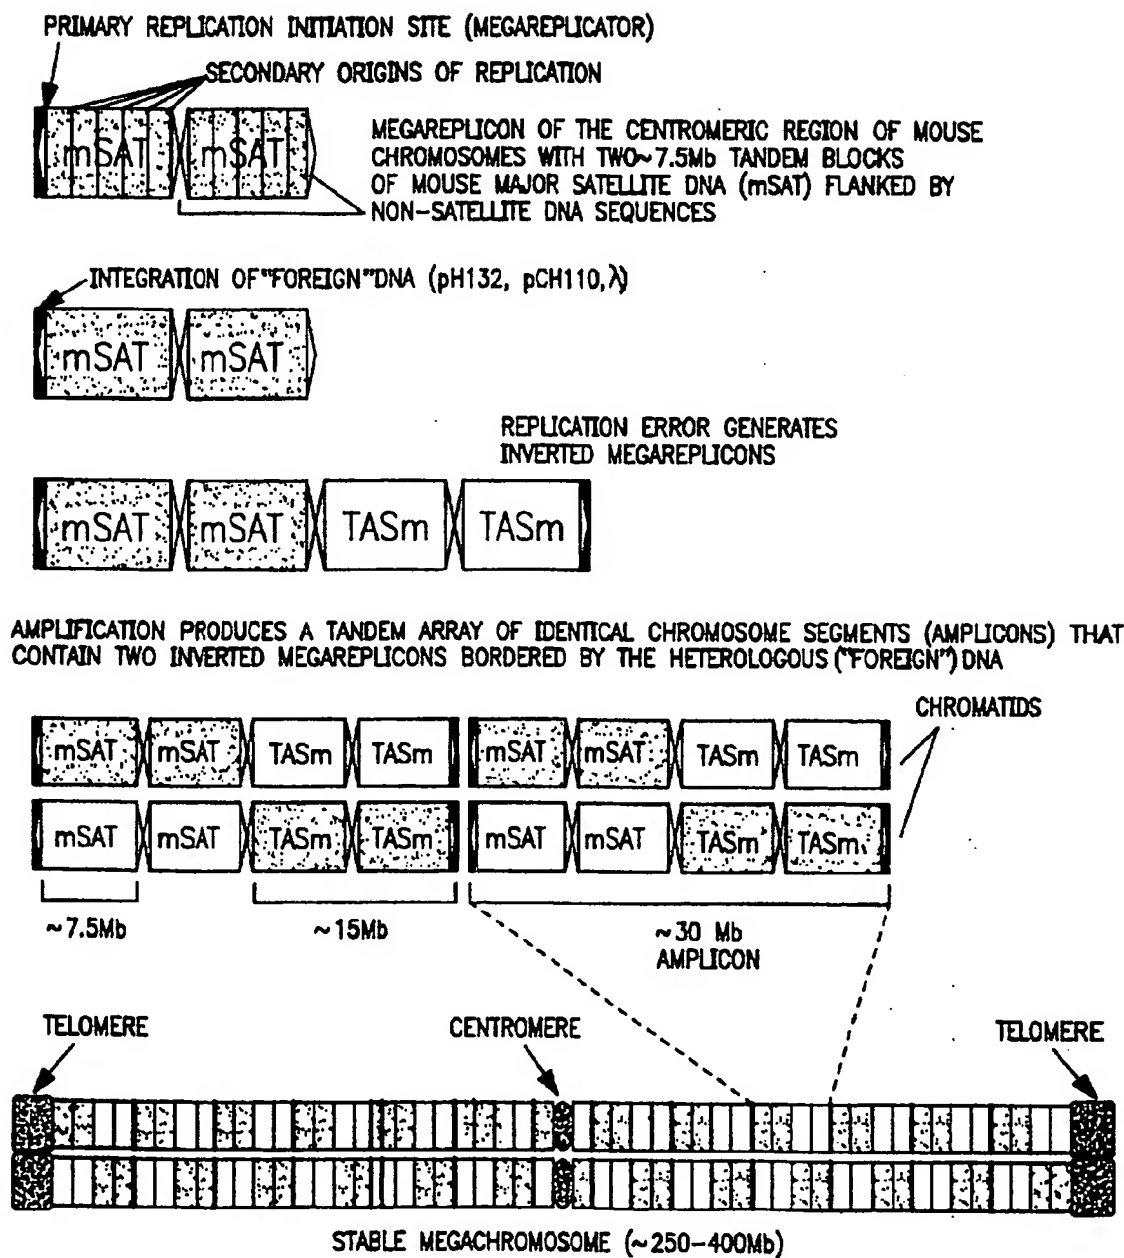 PRIMARY REPLICATION INITIATION SITE (MEGAREPLICATOR)
SECONDARY ORIGINS OF REPLICATION
mSAT mSAT
MEGAREPLICON OF THE CENTROMERIC REGION OF MOUSE
CHROMOSOMES WITH TWO~7.5Mb TANDEM BLOCKS
OF MOUSE MAJOR SATELLITE DNA (mSAT) FLANKED BY
NON-SATELLITE DNA SEQUENCES
INTEGRATION OF"FOREIGN"DNA (pH132, pCH110,λ)
mSAT mSAT
REPLICATION ERROR GENERATES
INVERTED MEGAREPLICONS
mSAT mSAT TASm TASm
AMPLIFICATION PRODUCES A TANDEM ARRAY OF IDENTICAL CHROMOSOME SEGMENTS (AMPLICONS) THAT
CONTAIN TWO INVERTED MEGAREPLICONS BORDERED BY THE HETEROLOGOUS ("FOREIGN") DNA
CHROMATIDS
mSAT mSAT TASm TASm mSAT mSAT TASm TASm
mSAT mSAT TASm TASm mSAT mSAT TASm TASm
~7.5Mb ~15Mb ~30 Mb
AMPLICON
TELOMERE CENTROMERE TELOMERE
STABLE MEGACHROMOSOME (~250-400Mb)